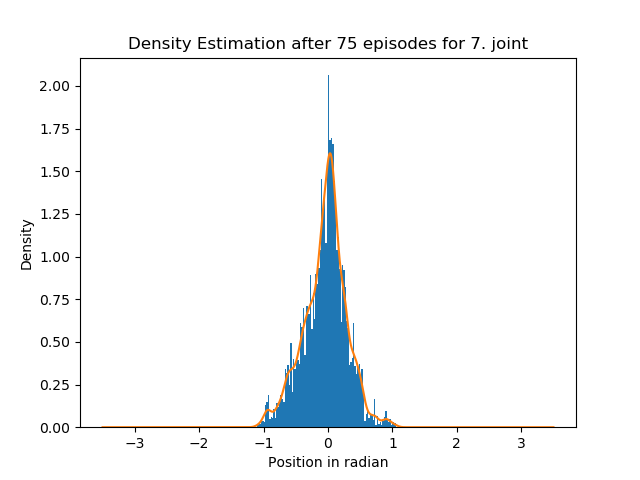 Density Estimation after 75 episodes for 7. joint
2.00
1.75
1.50
1.25
1.00
0.75
0.50
0.25
0.00
Density
−3 −2 −1 0 1 2 3
Position in radian